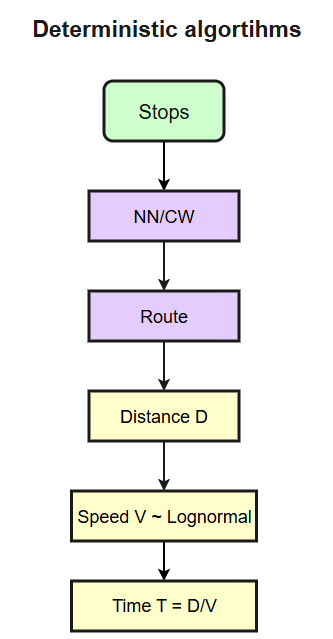 Deterministic algortihms
Stops
NN/CW
Route
Distance D
Speed V ~ Lognormal
Time T = D/V